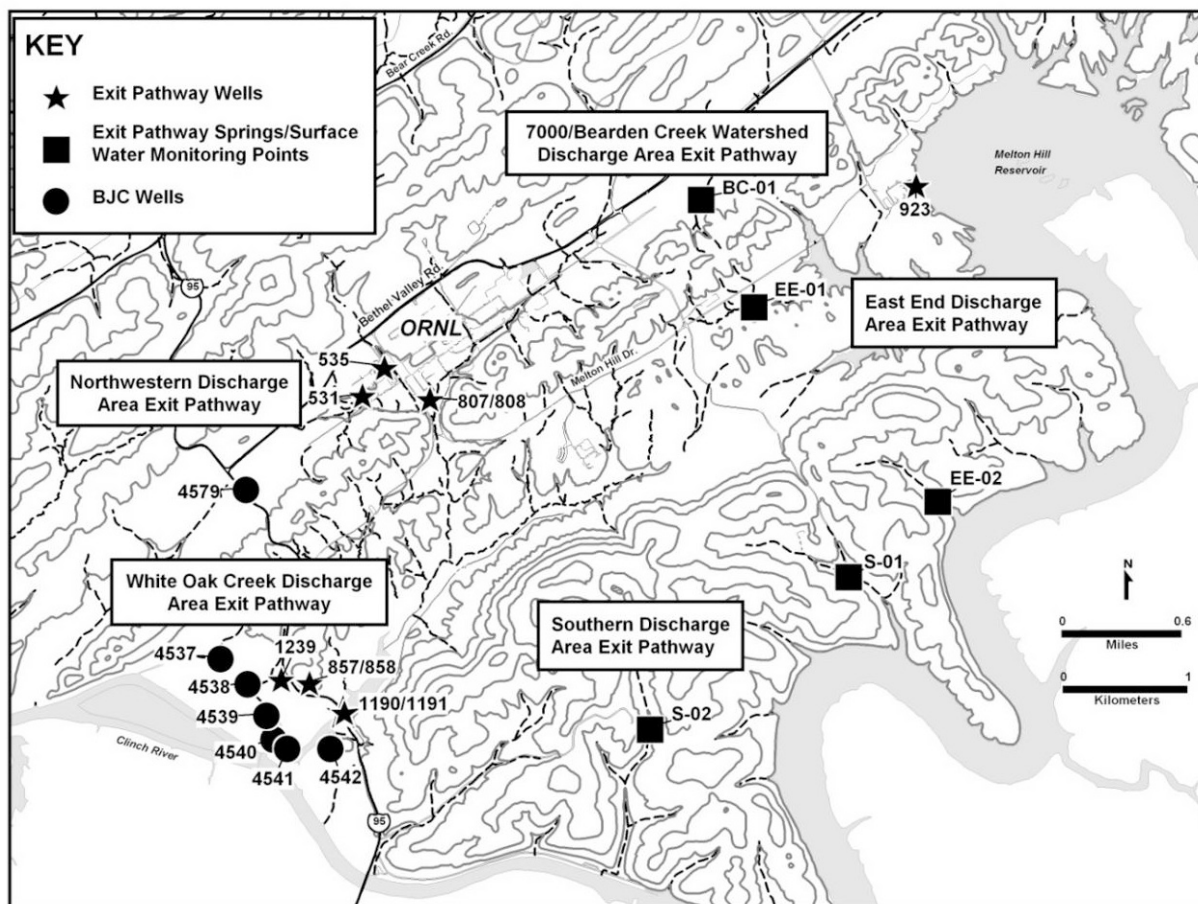 KEY
Exit Pathway Wells
Exit Pathway Springs/Surface
Water Monitoring Points
BJC Wells
Bear Creek Rd.
7000/Bearden Creek Watershed
Discharge Area Exit Pathway
Melton Hill
Reservoir
BC-01
923
95
Bethel Valley Rd.
EE-01
East End Discharge
Area Exit Pathway
ORNL
535
Melton Hill Dr.
Northwestern Discharge
Area Exit Pathway
531
807/808
4579
EE-02
White Oak Creek Discharge
Area Exit Pathway
S-01
N
Southern Discharge
Area Exit Pathway
0 0.6
Miles
0 1
Kilometers
4537
1239
857/858
4538
1190/1191
4539
S-02
Clinch River
4540
4541
4542
95